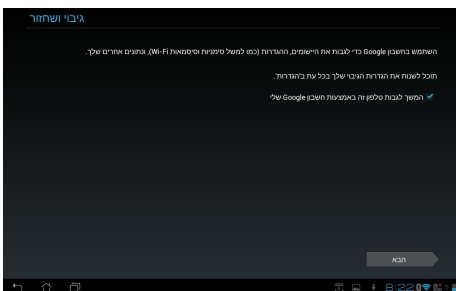 גיבוי ושחזור
השתמש בחשבון Google כדי לגבות את היישומים, ההגדרות (כמו למשל סימניות וסיסמאות Wi-Fi), ונתונים אחרים שלך.
תוכל לשנות את הגדרות הגיבוי שלך בכל עת ב'הגדרות'.
המשך לגבות טלפון זה באמצעות חשבון Google שלי
הבא
8:22